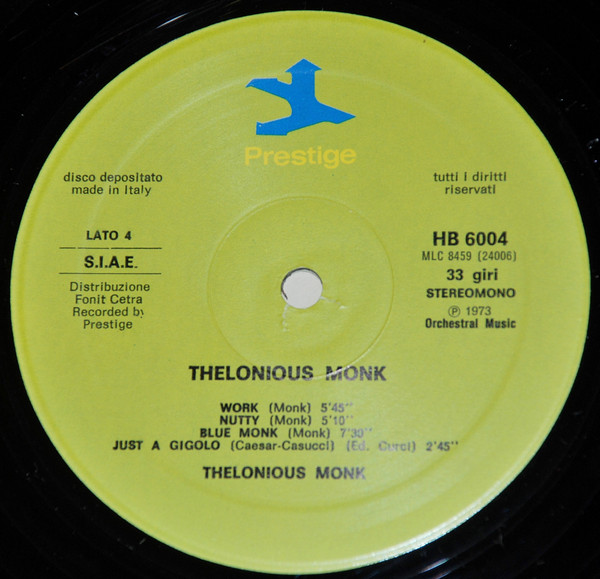 Prestige
disco depositato
made in Italy
tutti i diritti
riservati
LATO 4
S.I.A.E.
Distribuzione
Fonit Cetra
Recorded by
Prestige
HB 6004
MLC 8459 (24006)
33 giri
STEREOMONO
Ⓟ 1973
Orchestral Music
THELONIOUS MONK
WORK (Monk) 5'45"
NUTTY (Monk) 5'10"
BLUE MONK (Monk) 7'30"
JUST A GIGOLO (Caesar-Casucci) (Ed. Curci) 2'45"
THELONIOUS MONK